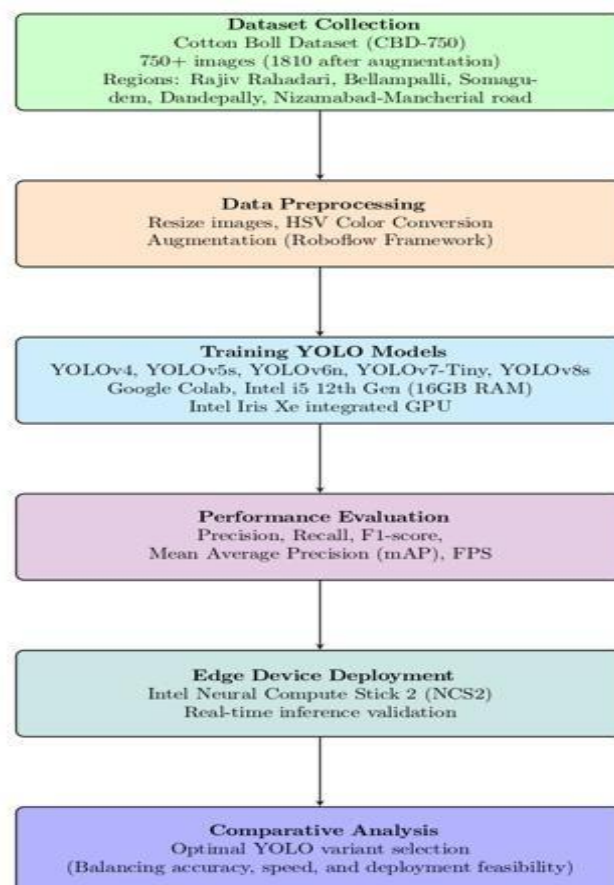 Dataset Collection
Cotton Boll Dataset (CBD-750)
750+ images (1810 after augmentation)
Regions: Rajiv Rahadari, Bellampalli, Somagu-
dem, Dandepally, Nizamabad-Mancherial road
Data Preprocessing
Resize images, HSV Color Conversion
Augmentation (Roboflow Framework)
Training YOLO Models
YOLOv4, YOLOv5s, YOLOv6n, YOLOv7-Tiny, YOLOv8s
Google Colab, Intel i5 12th Gen (16GB RAM)
Intel Iris Xe integrated GPU
Performance Evaluation
Precision, Recall, F1-score,
Mean Average Precision (mAP), FPS
Edge Device Deployment
Intel Neural Compute Stick 2 (NCS2)
Real-time inference validation
Comparative Analysis
Optimal YOLO variant selection
(Balancing accuracy, speed, and deployment feasibility)